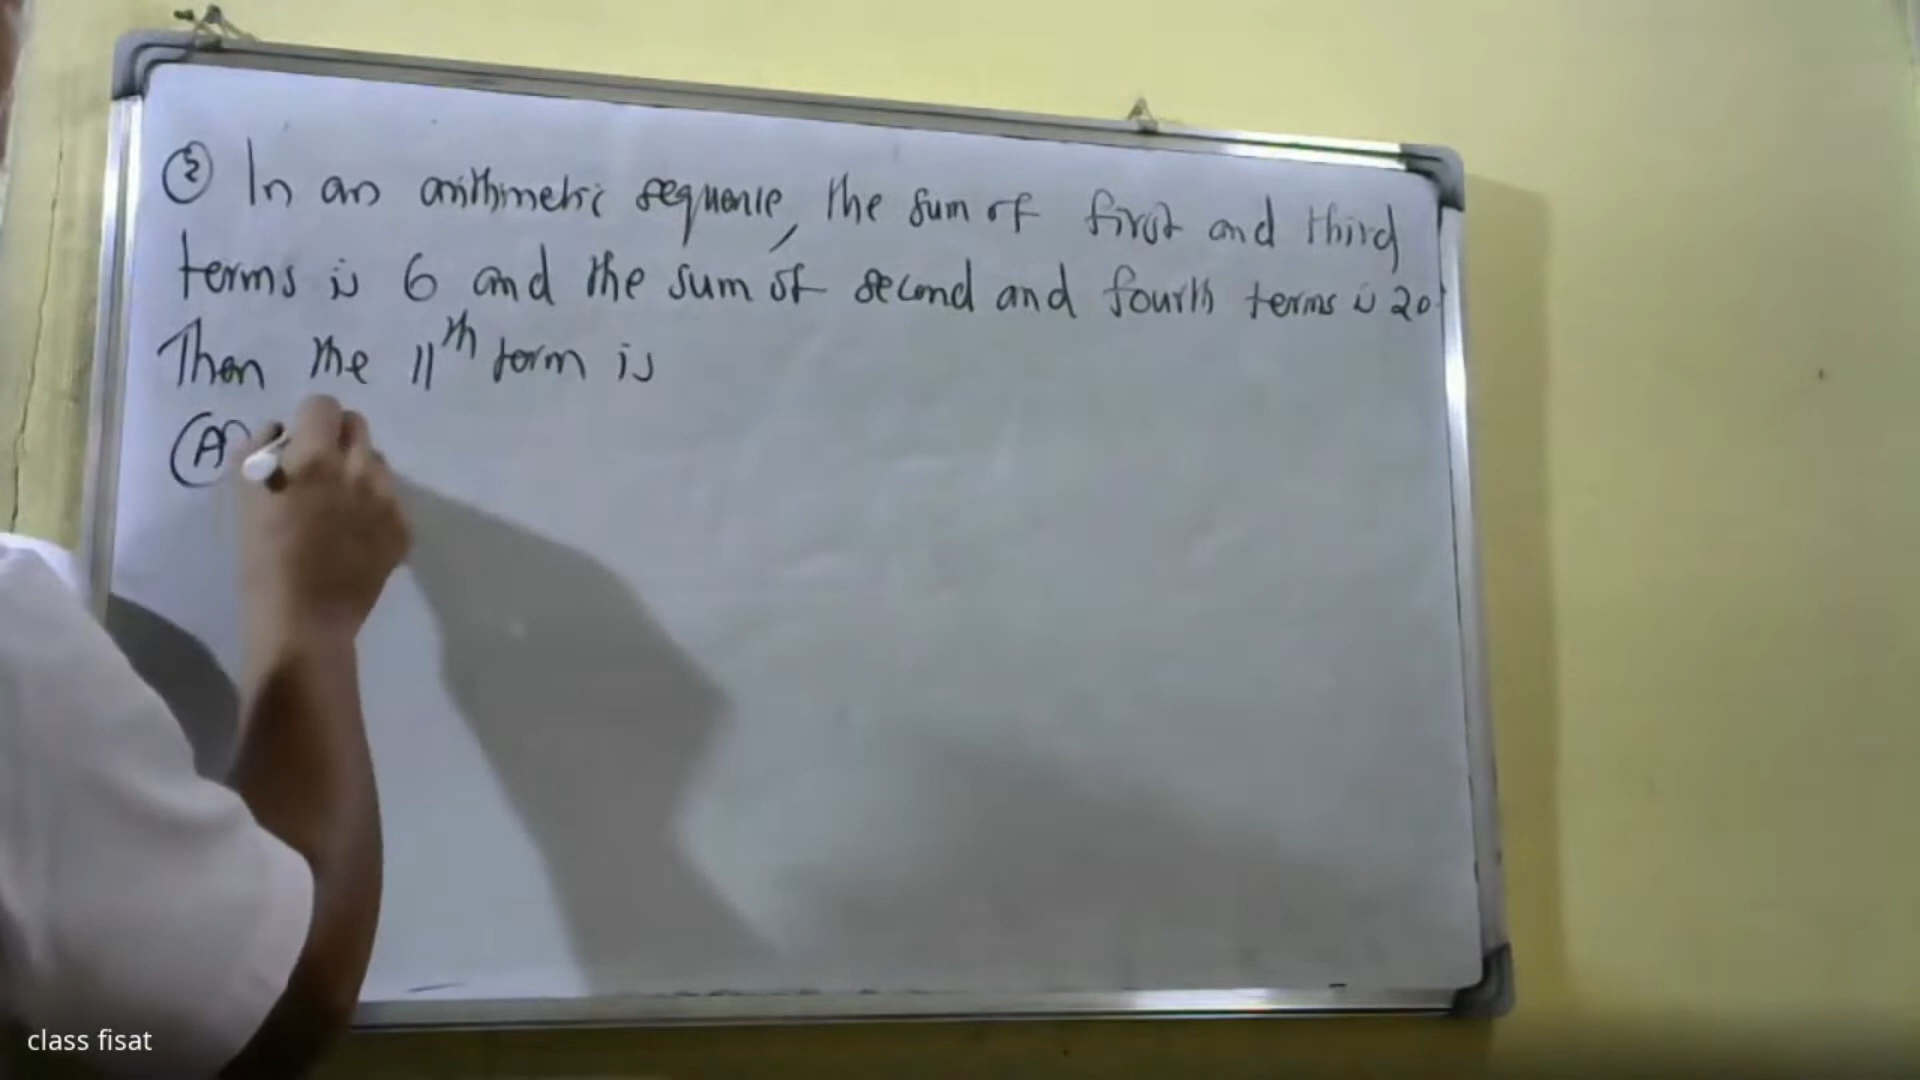 ② In an arithmetic sequence, the sum of first and third
terms is 6 and the sum of second and fourth terms is 20.
Then the 11th term is
(A)
class fisat